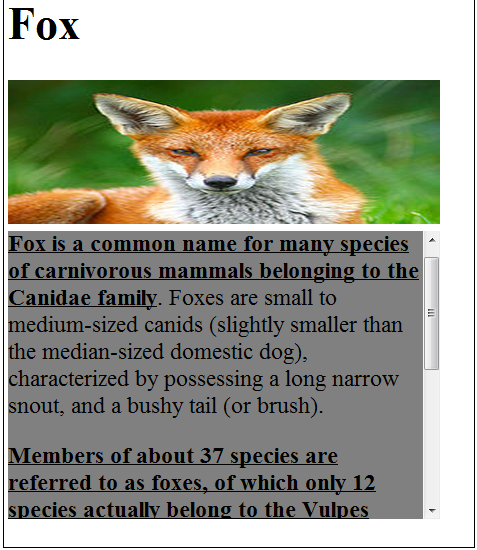 Fox
Fox is a common name for many species
of carnivorous mammals belonging to the
Canidae family. Foxes are small to
medium-sized canids (slightly smaller than
the median-sized domestic dog),
characterized by possessing a long narrow
snout, and a bushy tail (or brush).
Members of about 37 species are
referred to as foxes, of which only 12
species actually belong to the Vulpes